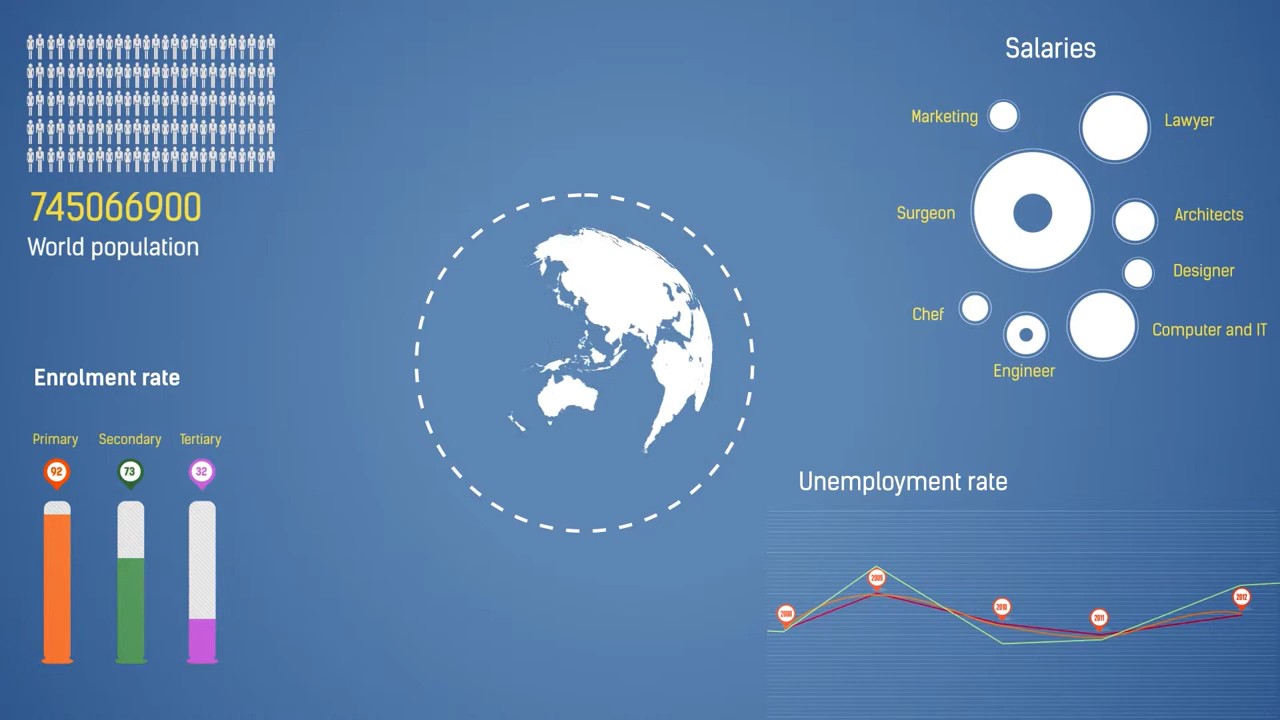 745066900
World population
Enrolment rate
Primary Secondary Tertiary
92 73 32
Salaries
Marketing
Lawyer
Surgeon
Architects
Designer
Chef
Computer and IT
Engineer
Unemployment rate
2008
2009
2010
2011
2012